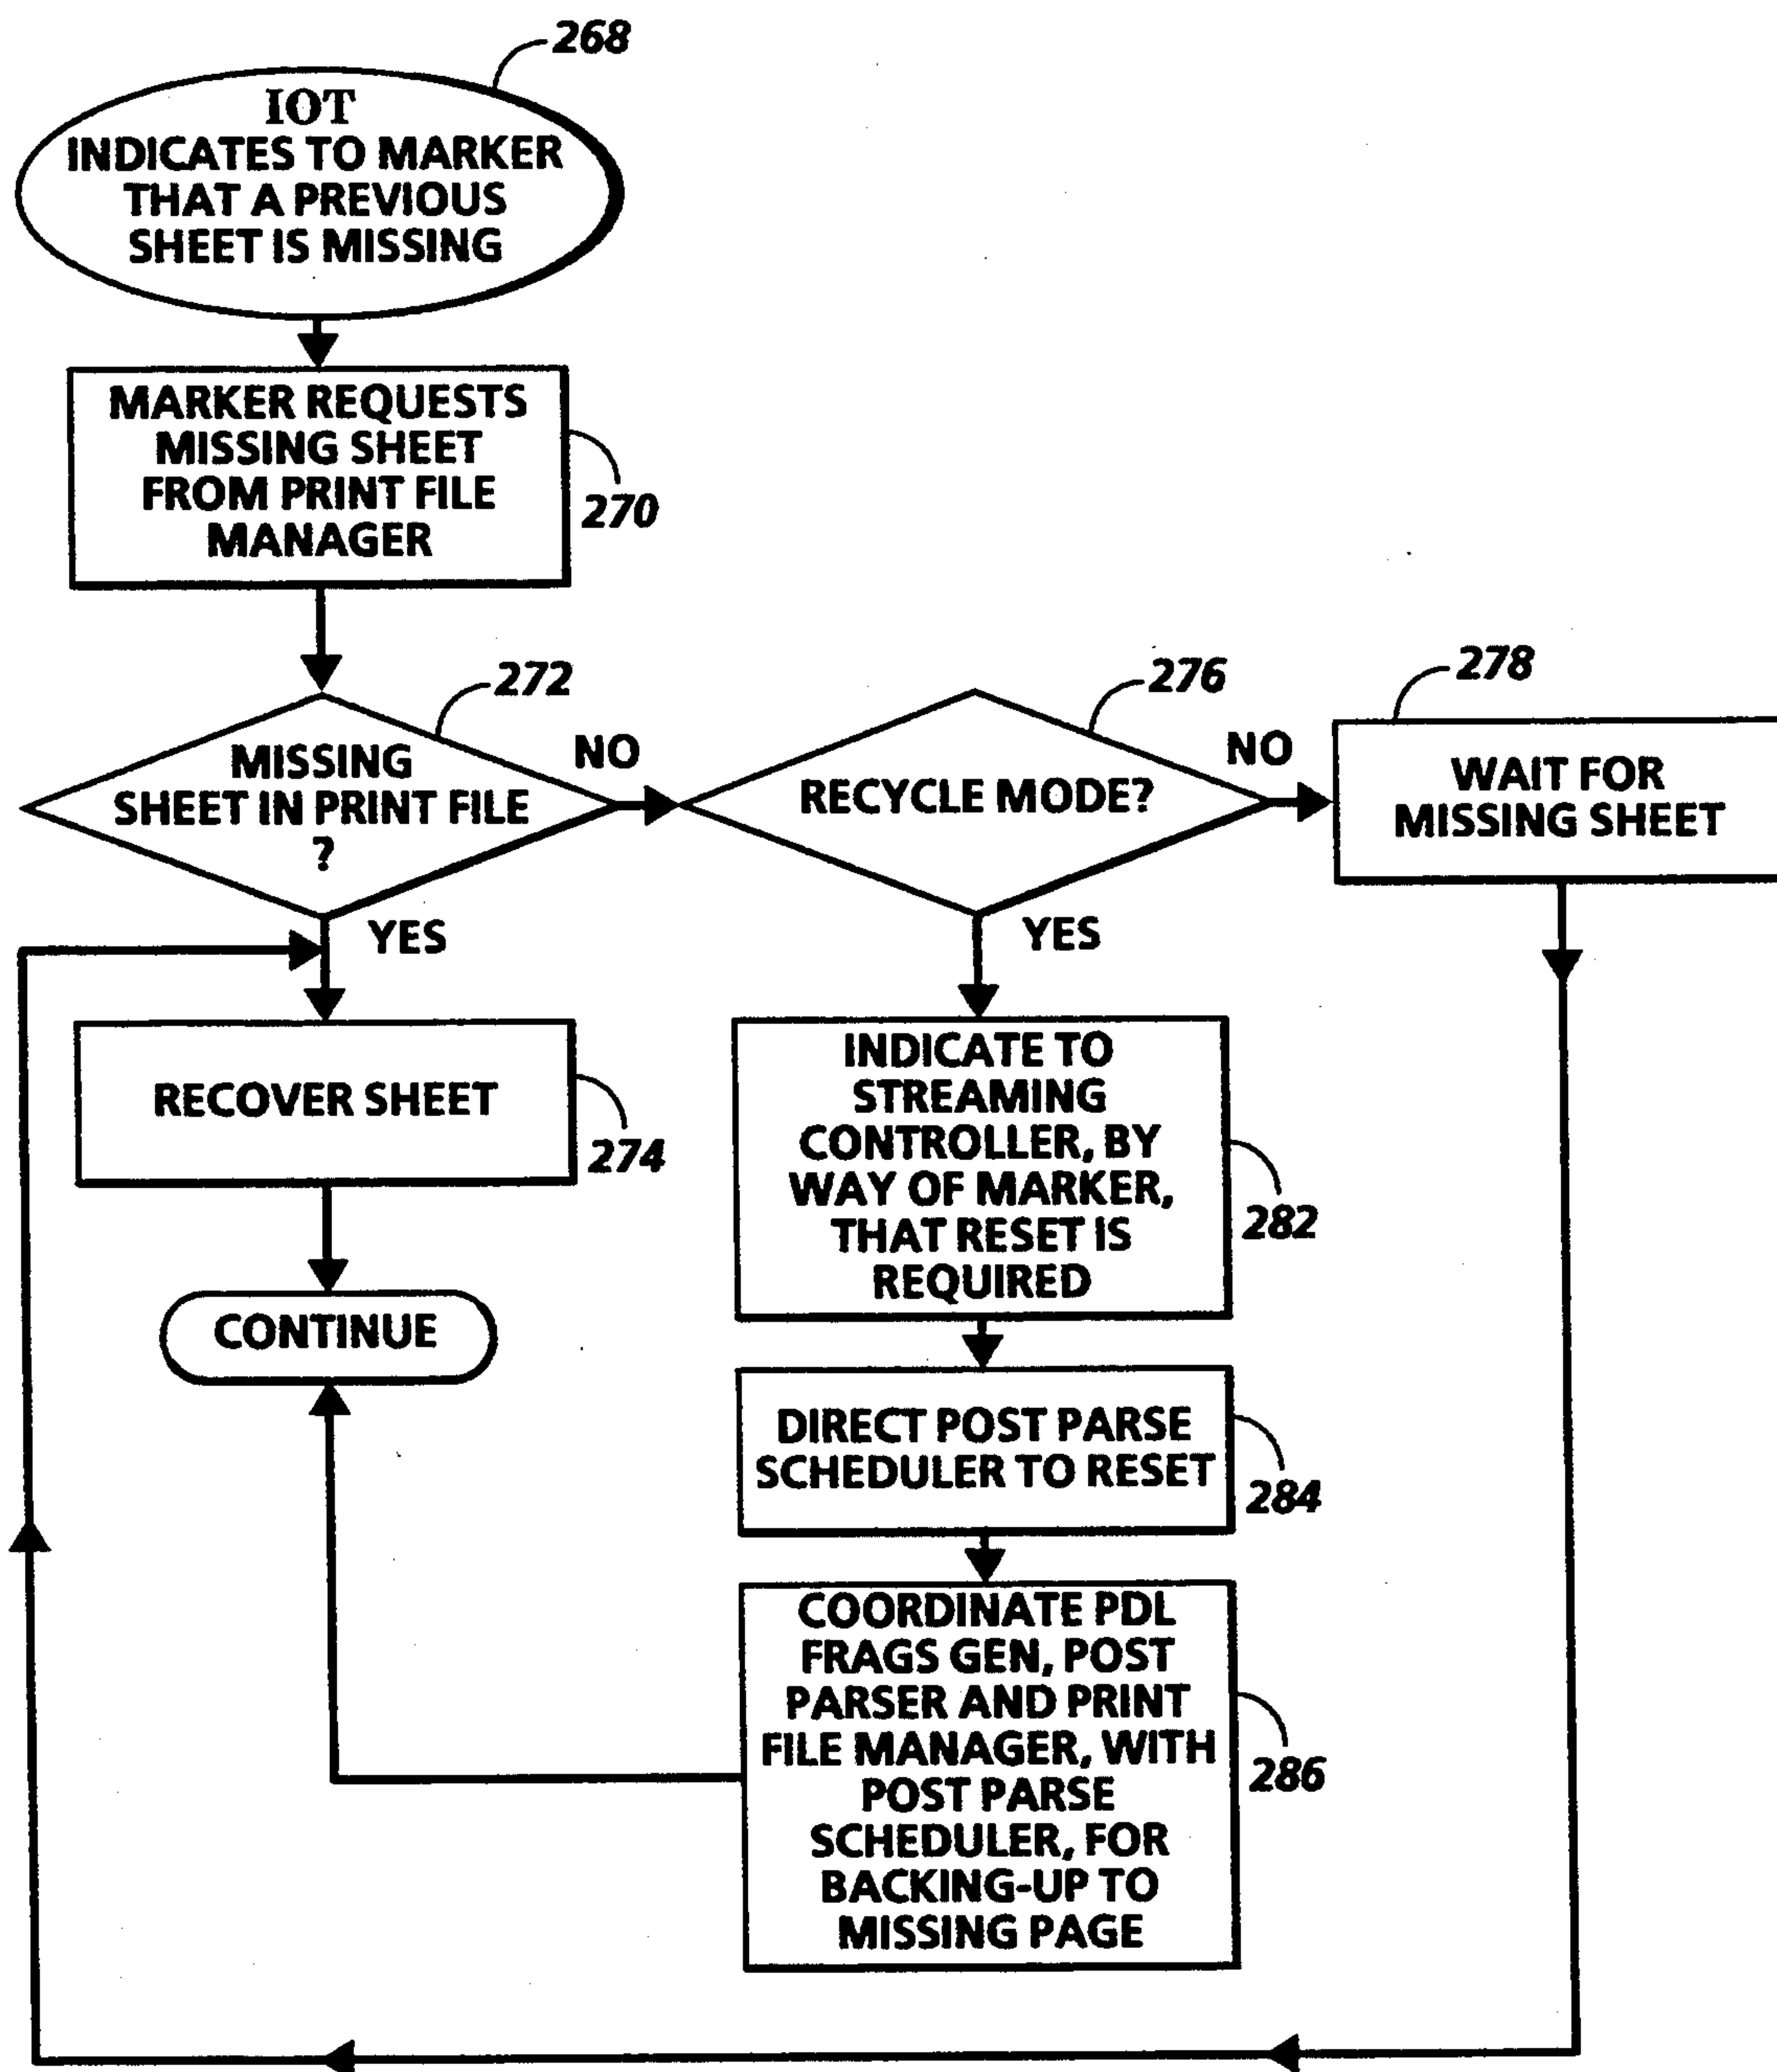 268
IOT
INDICATES TO MARKER
THAT A PREVIOUS
SHEET IS MISSING
MARKER REQUESTS
MISSING SHEET
FROM PRINT FILE
MANAGER
270
272
MISSING
SHEET IN PRINT FILE
?
NO
YES
276
RECYCLE MODE?
NO
YES
278
WAIT FOR
MISSING SHEET
RECOVER SHEET
274
CONTINUE
INDICATE TO
STREAMING
CONTROLLER, BY
WAY OF MARKER,
THAT RESET IS
REQUIRED
282
DIRECT POST PARSE
SCHEDULER TO RESET
284
COORDINATE PDL
FRAGS GEN, POST
PARSER AND PRINT
FILE MANAGER, WITH
POST PARSE
SCHEDULER, FOR
BACKING-UP TO
MISSING PAGE
286